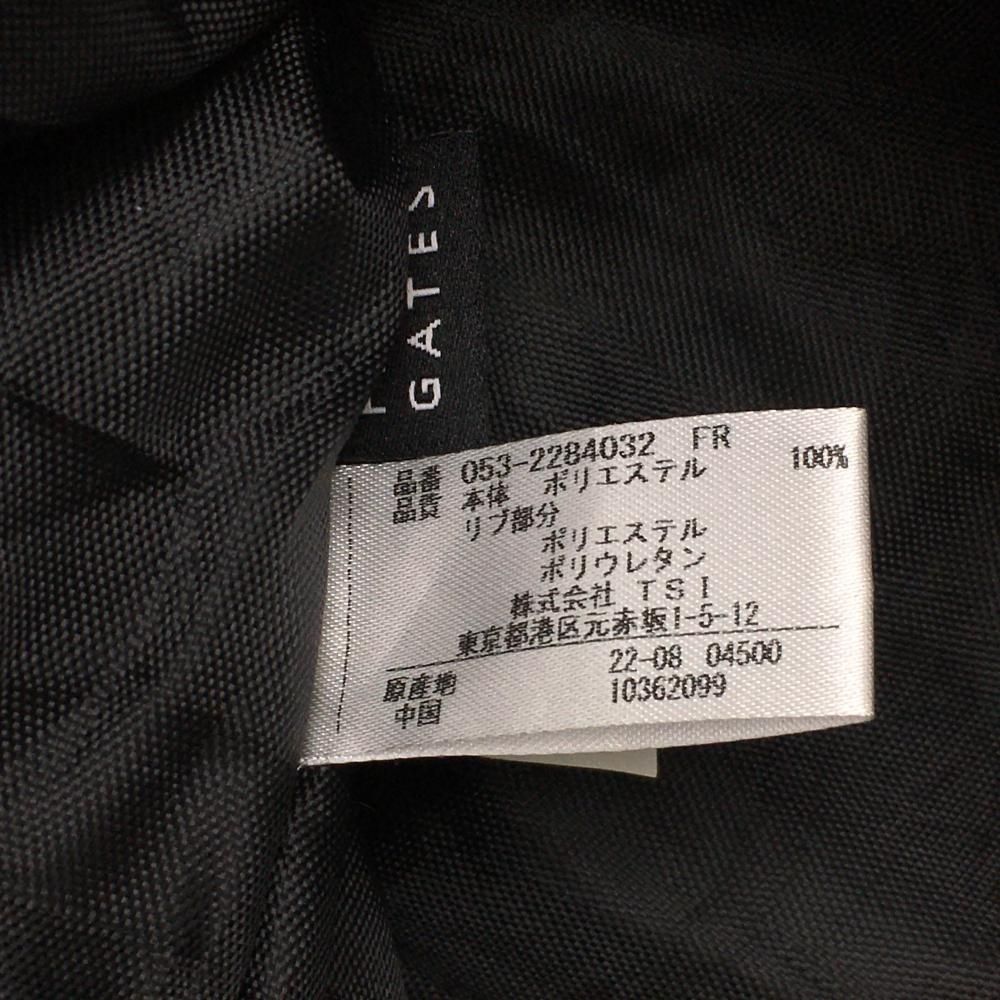 GATES
品番 053-2284032 FR
品質 本体 ポリエステル 100%
リブ部分
ポリエステル
ポリウレタン
株式会社 TSI
東京都港区元赤坂1-5-12
22-08 04500
原産地 10362099
中国